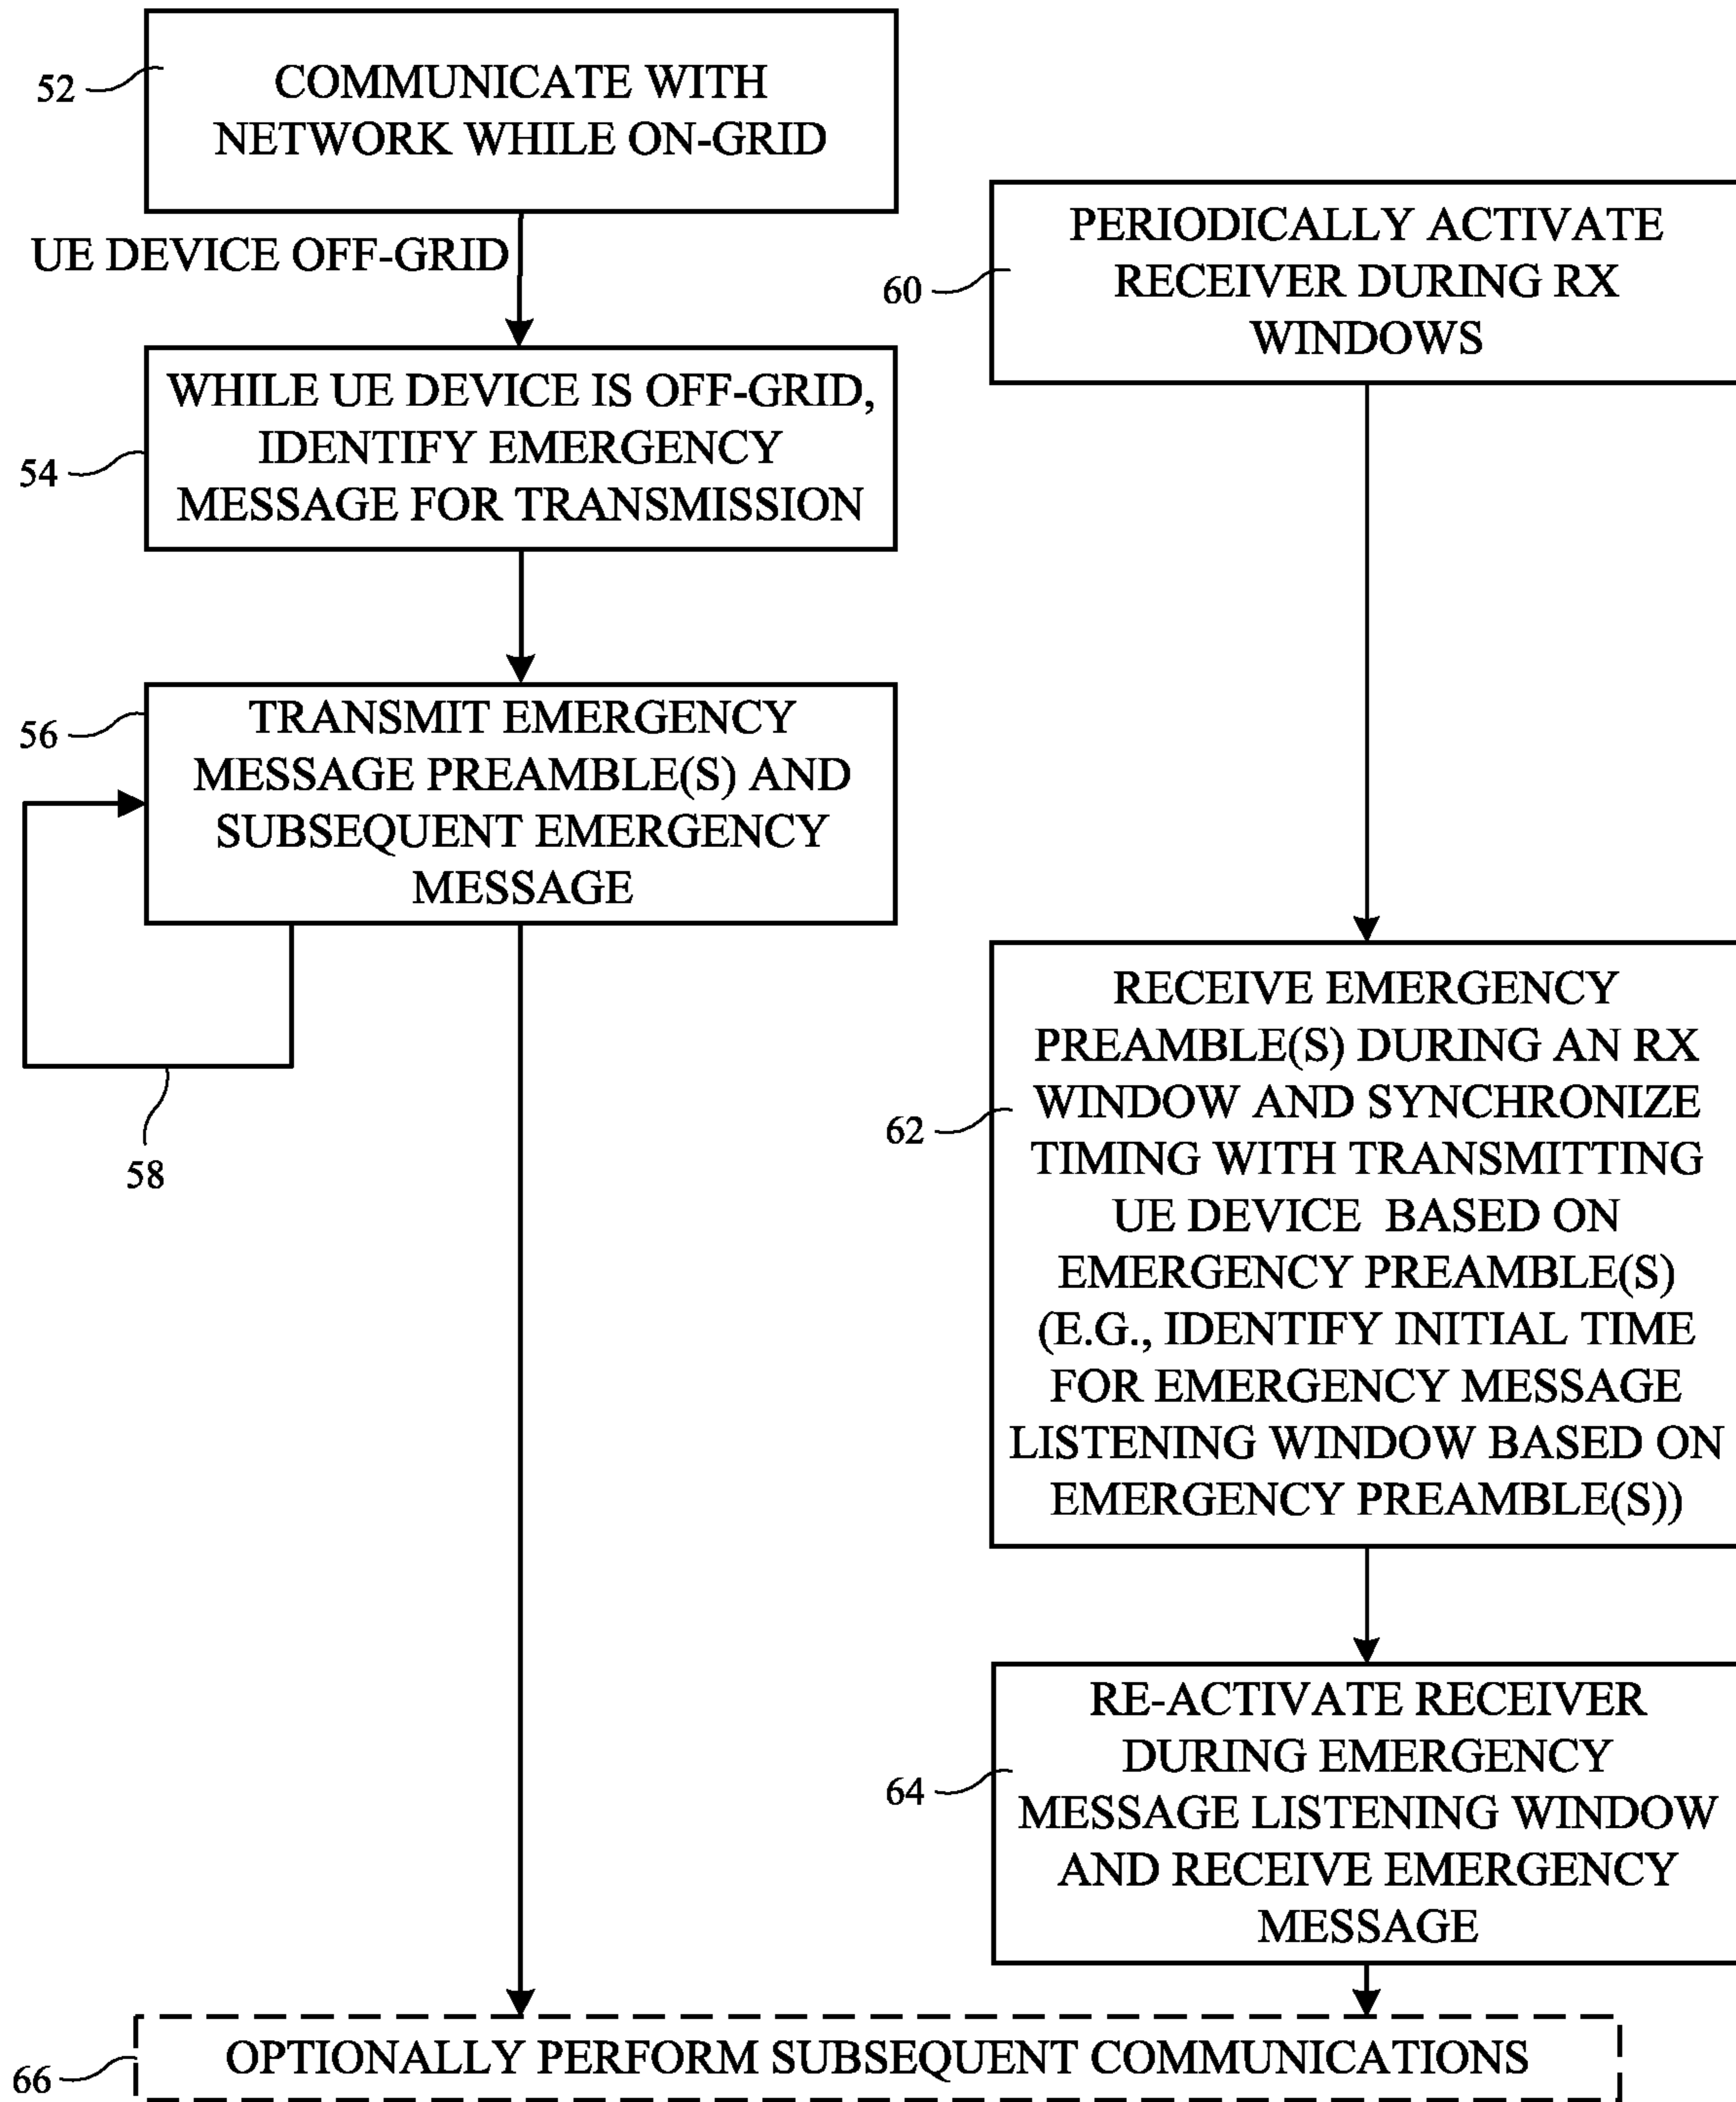 52
COMMUNICATE WITH
NETWORK WHILE ON-GRID
UE DEVICE OFF-GRID
54
WHILE UE DEVICE IS OFF-GRID,
IDENTIFY EMERGENCY
MESSAGE FOR TRANSMISSION
56
TRANSMIT EMERGENCY
MESSAGE PREAMBLE(S) AND
SUBSEQUENT EMERGENCY
MESSAGE
58
60
PERIODICALLY ACTIVATE
RECEIVER DURING RX
WINDOWS
62
RECEIVE EMERGENCY
PREAMBLE(S) DURING AN RX
WINDOW AND SYNCHRONIZE
TIMING WITH TRANSMITTING
UE DEVICE BASED ON
EMERGENCY PREAMBLE(S)
(E.G., IDENTIFY INITIAL TIME
FOR EMERGENCY MESSAGE
LISTENING WINDOW BASED ON
EMERGENCY PREAMBLE(S))
64
RE-ACTIVATE RECEIVER
DURING EMERGENCY
MESSAGE LISTENING WINDOW
AND RECEIVE EMERGENCY
MESSAGE
66
OPTIONALLY PERFORM SUBSEQUENT COMMUNICATIONS